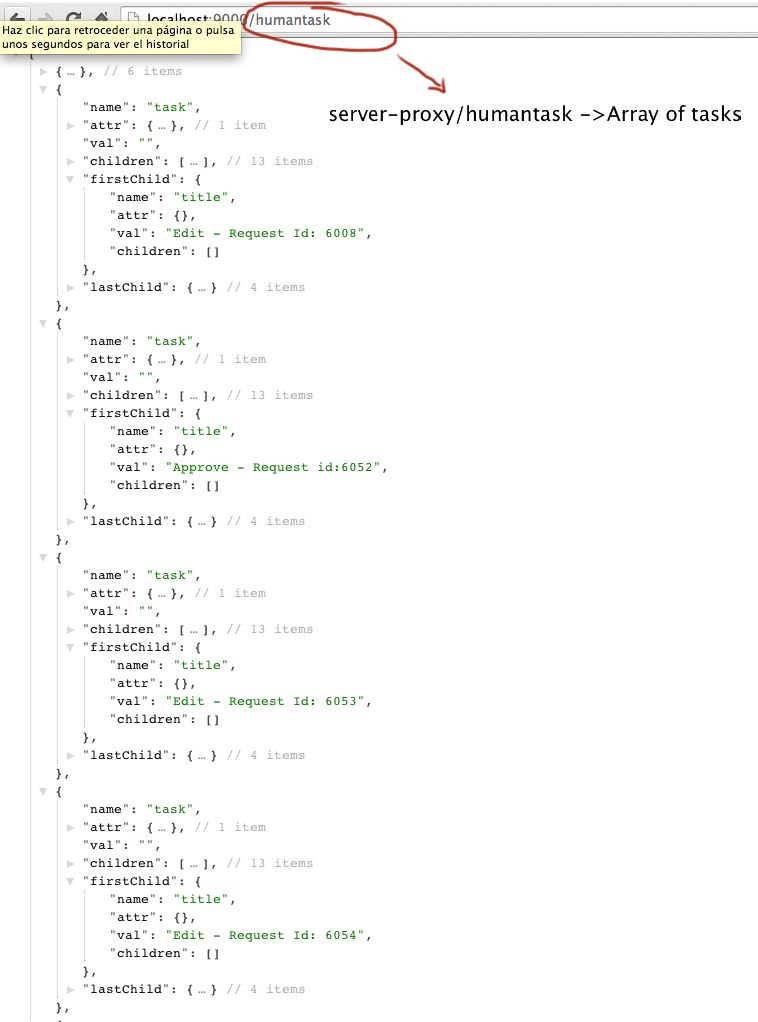 localhost:9000/humantask
Haz clic para retroceder una página o pulsa
unos segundos para ver el historial
server-proxy/humantask ->Array of tasks
[
{ … }, // 6 items
{
"name": "task",
"attr": { … }, // 1 item
"val": "",
"children": [ … ], // 13 items
"firstChild": {
"name": "title",
"attr": {},
"val": "Edit - Request Id: 6008",
"children": []
},
"lastChild": { … } // 4 items
},
{
"name": "task",
"attr": { … }, // 1 item
"val": "",
"children": [ … ], // 13 items
"firstChild": {
"name": "title",
"attr": {},
"val": "Approve - Request id:6052",
"children": []
},
"lastChild": { … } // 4 items
},
{
"name": "task",
"attr": { … }, // 1 item
"val": "",
"children": [ … ], // 13 items
"firstChild": {
"name": "title",
"attr": {},
"val": "Edit - Request Id: 6053",
"children": []
},
"lastChild": { … } // 4 items
},
{
"name": "task",
"attr": { … }, // 1 item
"val": "",
"children": [ … ], // 13 items
"firstChild": {
"name": "title",
"attr": {},
"val": "Edit - Request Id: 6054",
"children": []
},
"lastChild": { … } // 4 items
},